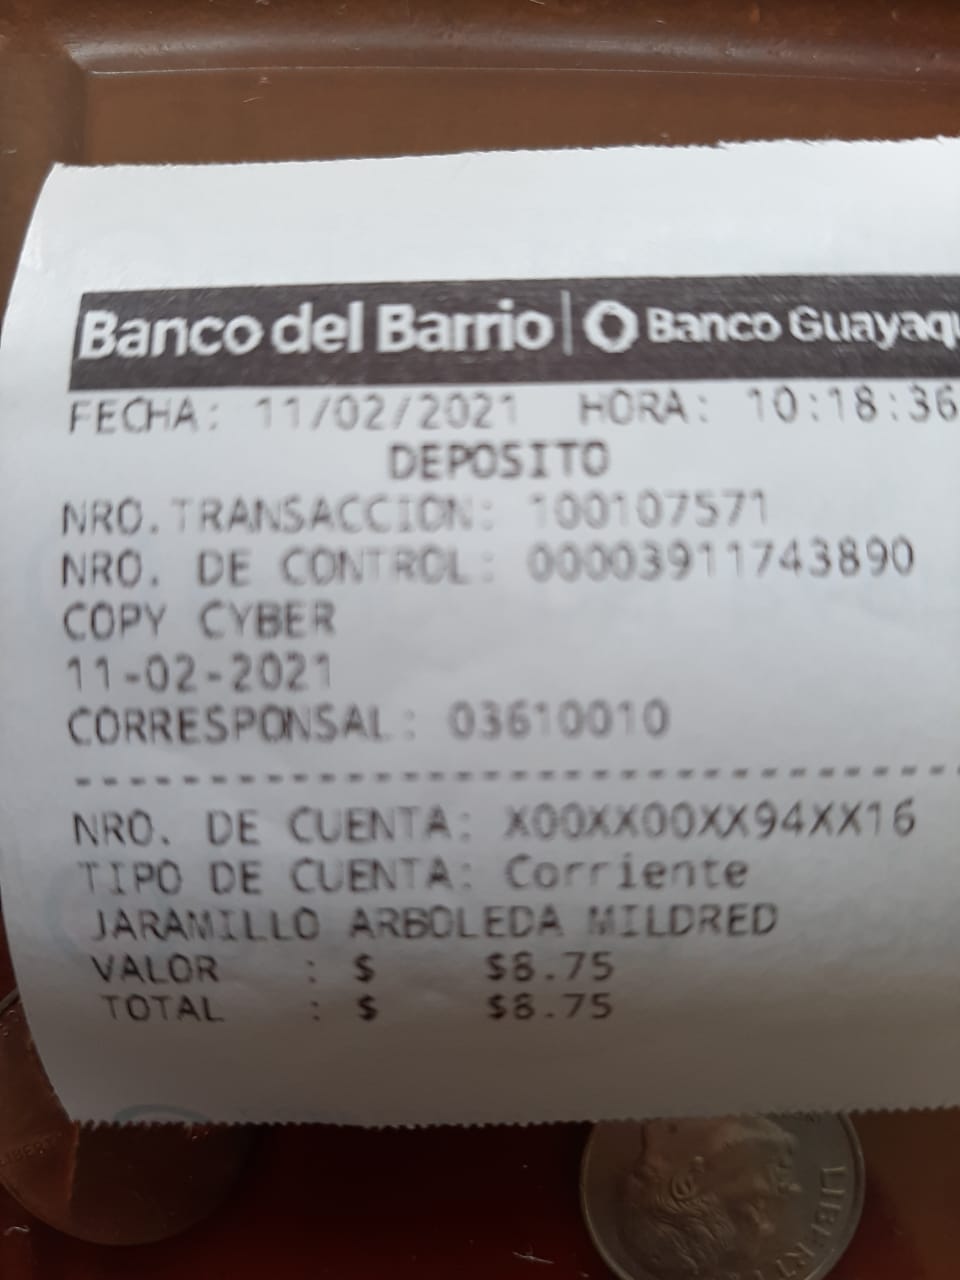 Banco del Barrio | Banco Guayaqu
FECHA: 11/02/2021 HORA: 10:18:36
DEPOSITO
NRO.TRANSACCION: 100107571
NRO. DE CONTROL: 00003911743890
COPY CYBER
11-02-2021
CORRESPONSAL: 03610010
NRO. DE CUENTA: X00XX00XX94XX16
TIPO DE CUENTA: Corriente
JARAMILLO ARBOLEDA MILDRED
VALOR : $ $8.75
TOTAL : $ $8.75
LIBERTY
LIBERT